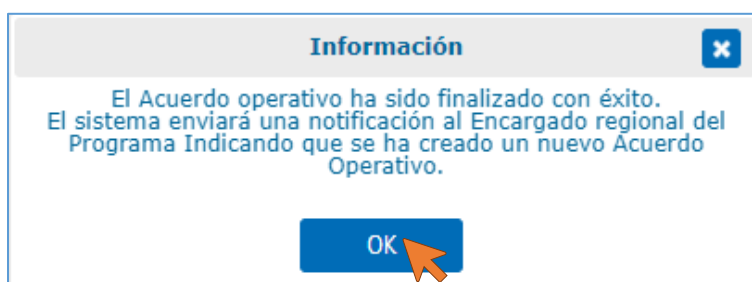 Información
El Acuerdo operativo ha sido finalizado con éxito.
El sistema enviará una notificación al Encargado regional del
Programa Indicando que se ha creado un nuevo Acuerdo
Operativo.
OK